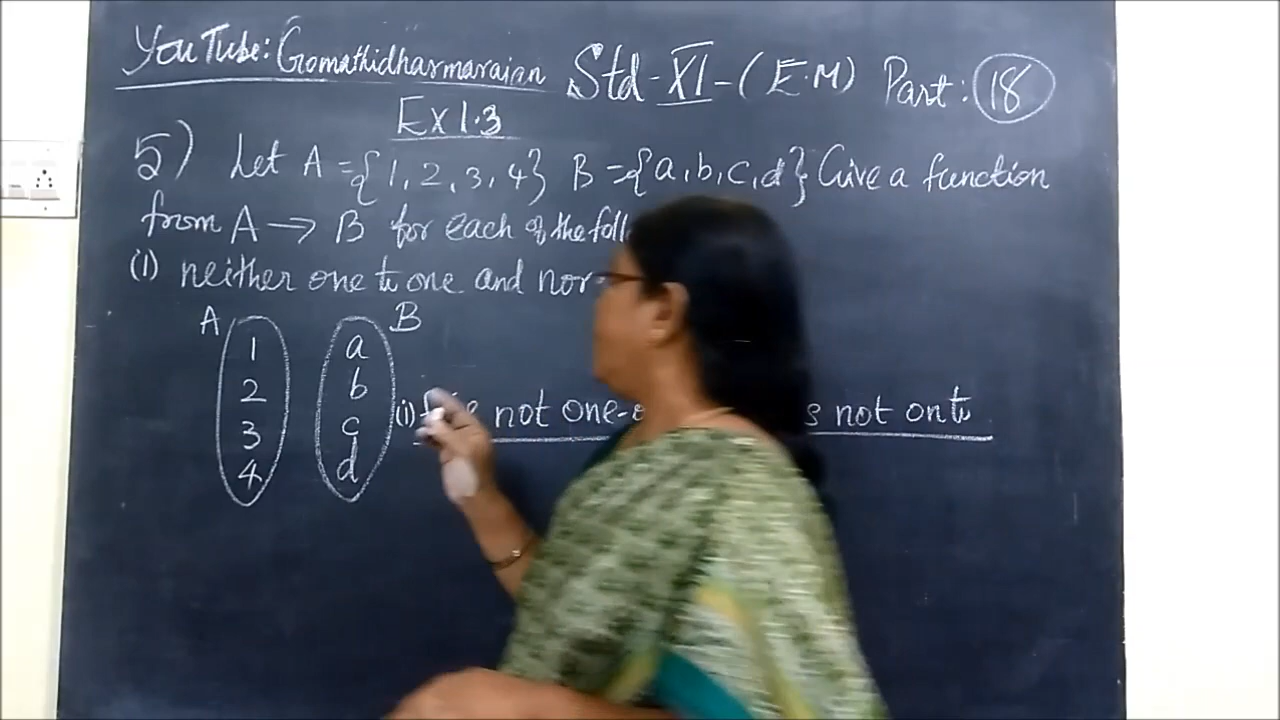 YouTube: Gomathidharmarajan Std - XI - (E.M) Part: 18
Ex 1.3
5) Let A = {1, 2, 3, 4} B = {a, b, c, d} Give a function
from A → B for each of the foll
(i) neither one to one and nor
A B
1 a
2 b
3 c
4 d
(i) not one- s not onto